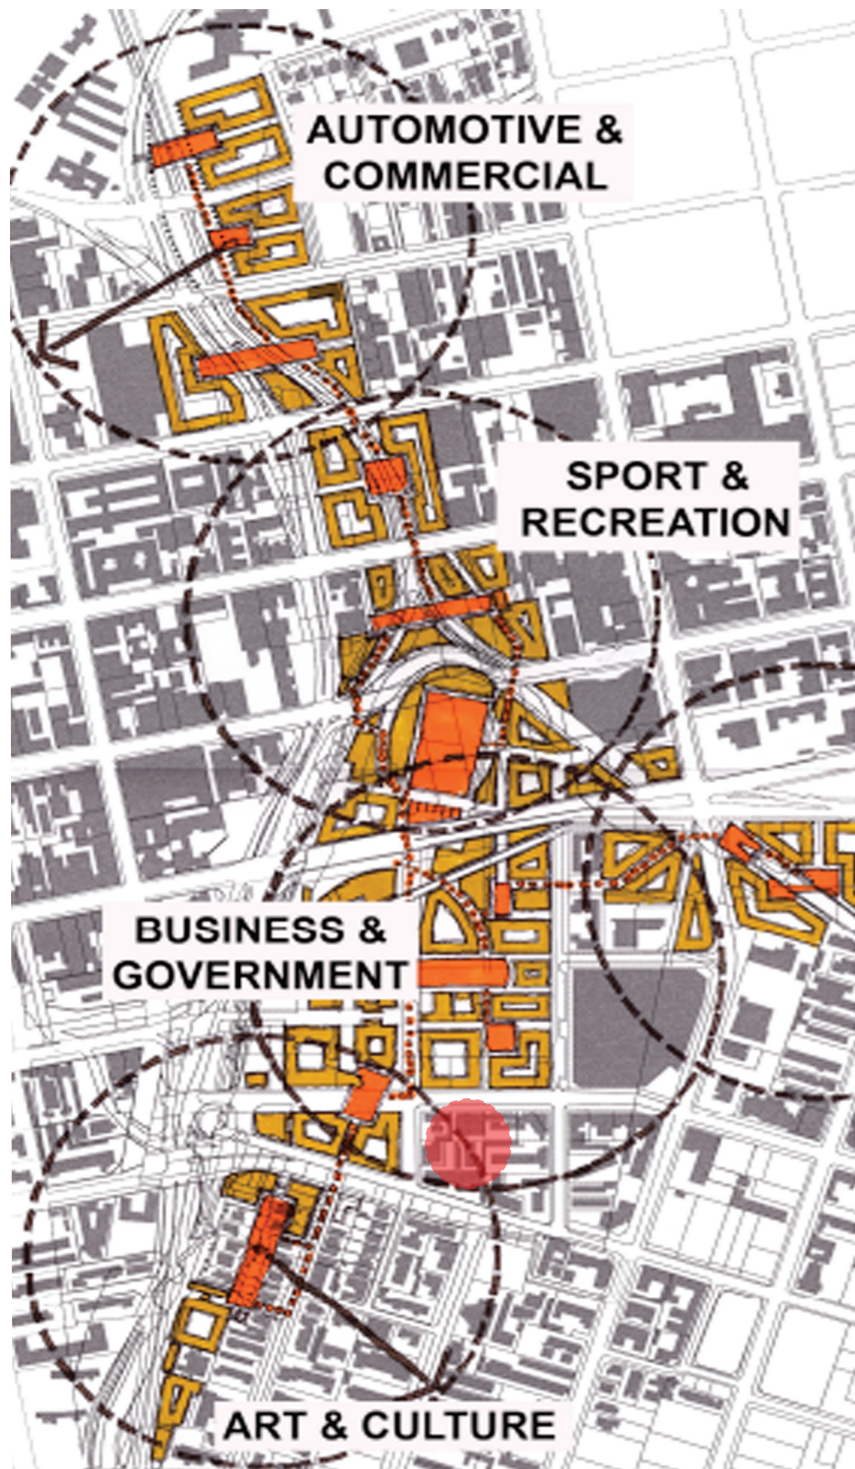 AUTOMOTIVE &
COMMERCIAL
SPORT &
RECREATION
BUSINESS &
GOVERNMENT
ART & CULTURE